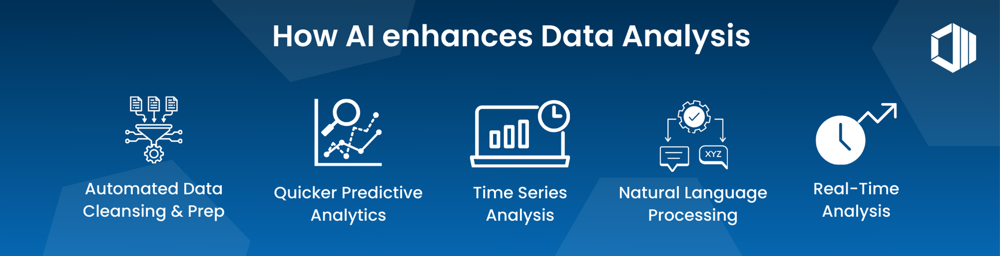 How AI enhances Data Analysis
XYZ
Automated Data
Cleansing & Prep
Quicker Predictive
Analytics
Time Series
Analysis
Natural Language
Processing
Real-Time
Analysis